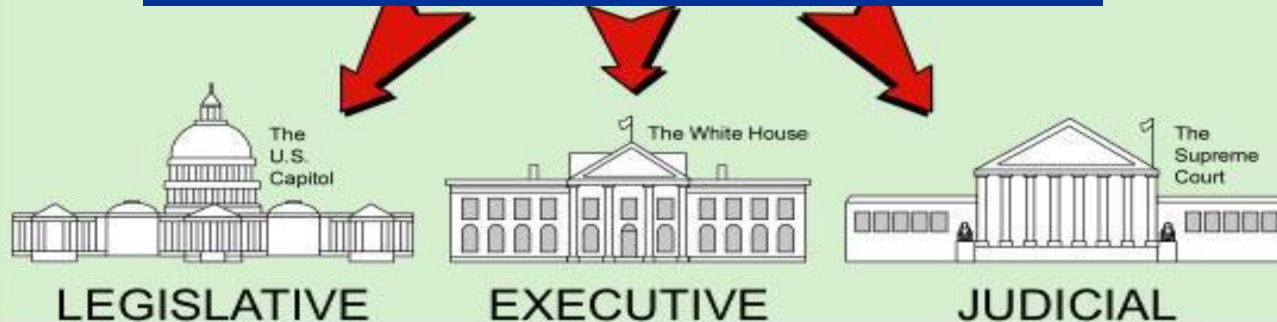 The
U.S.
Capitol
The White House
The
Supreme
Court
LEGISLATIVE
EXECUTIVE
JUDICIAL